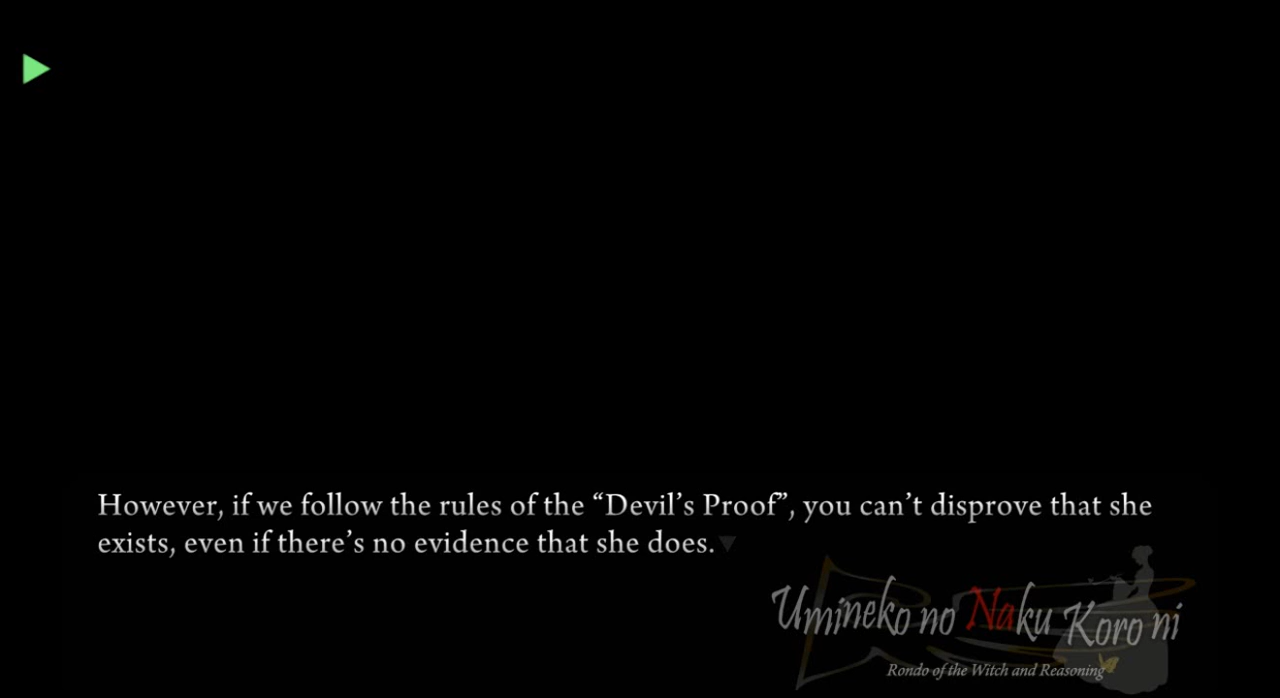 However, if we follow the rules of the “Devil’s Proof”, you can’t disprove that she
exists, even if there’s no evidence that she does.
Umineko no Naku Koro ni
Rondo of the Witch and Reasoning